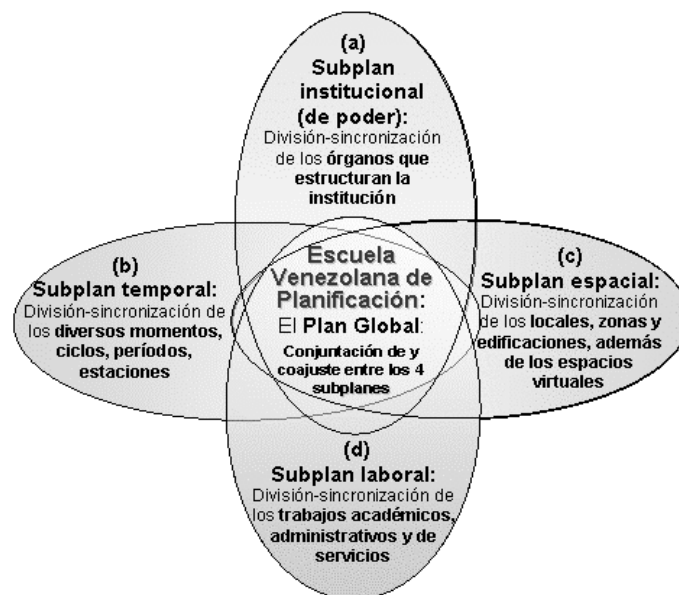 (a)
Subplan
institucional
(de poder):
División-sincronización
de los órganos que
estructuran la
institución
(b)
Subplan temporal:
División-sincronización de
los diversos momentos,
ciclos, períodos,
estaciones
Escuela
Venezolana de
Planificación:
El Plan Global:
Conjuntación de y
coajuste entre los 4
subplanes
(c)
Subplan espacial:
División-sincronización
de los locales, zonas y
edificaciones, además
de los espacios
virtuales
(d)
Subplan laboral:
División-sincronización de
los trabajos académicos,
administrativos y de
servicios